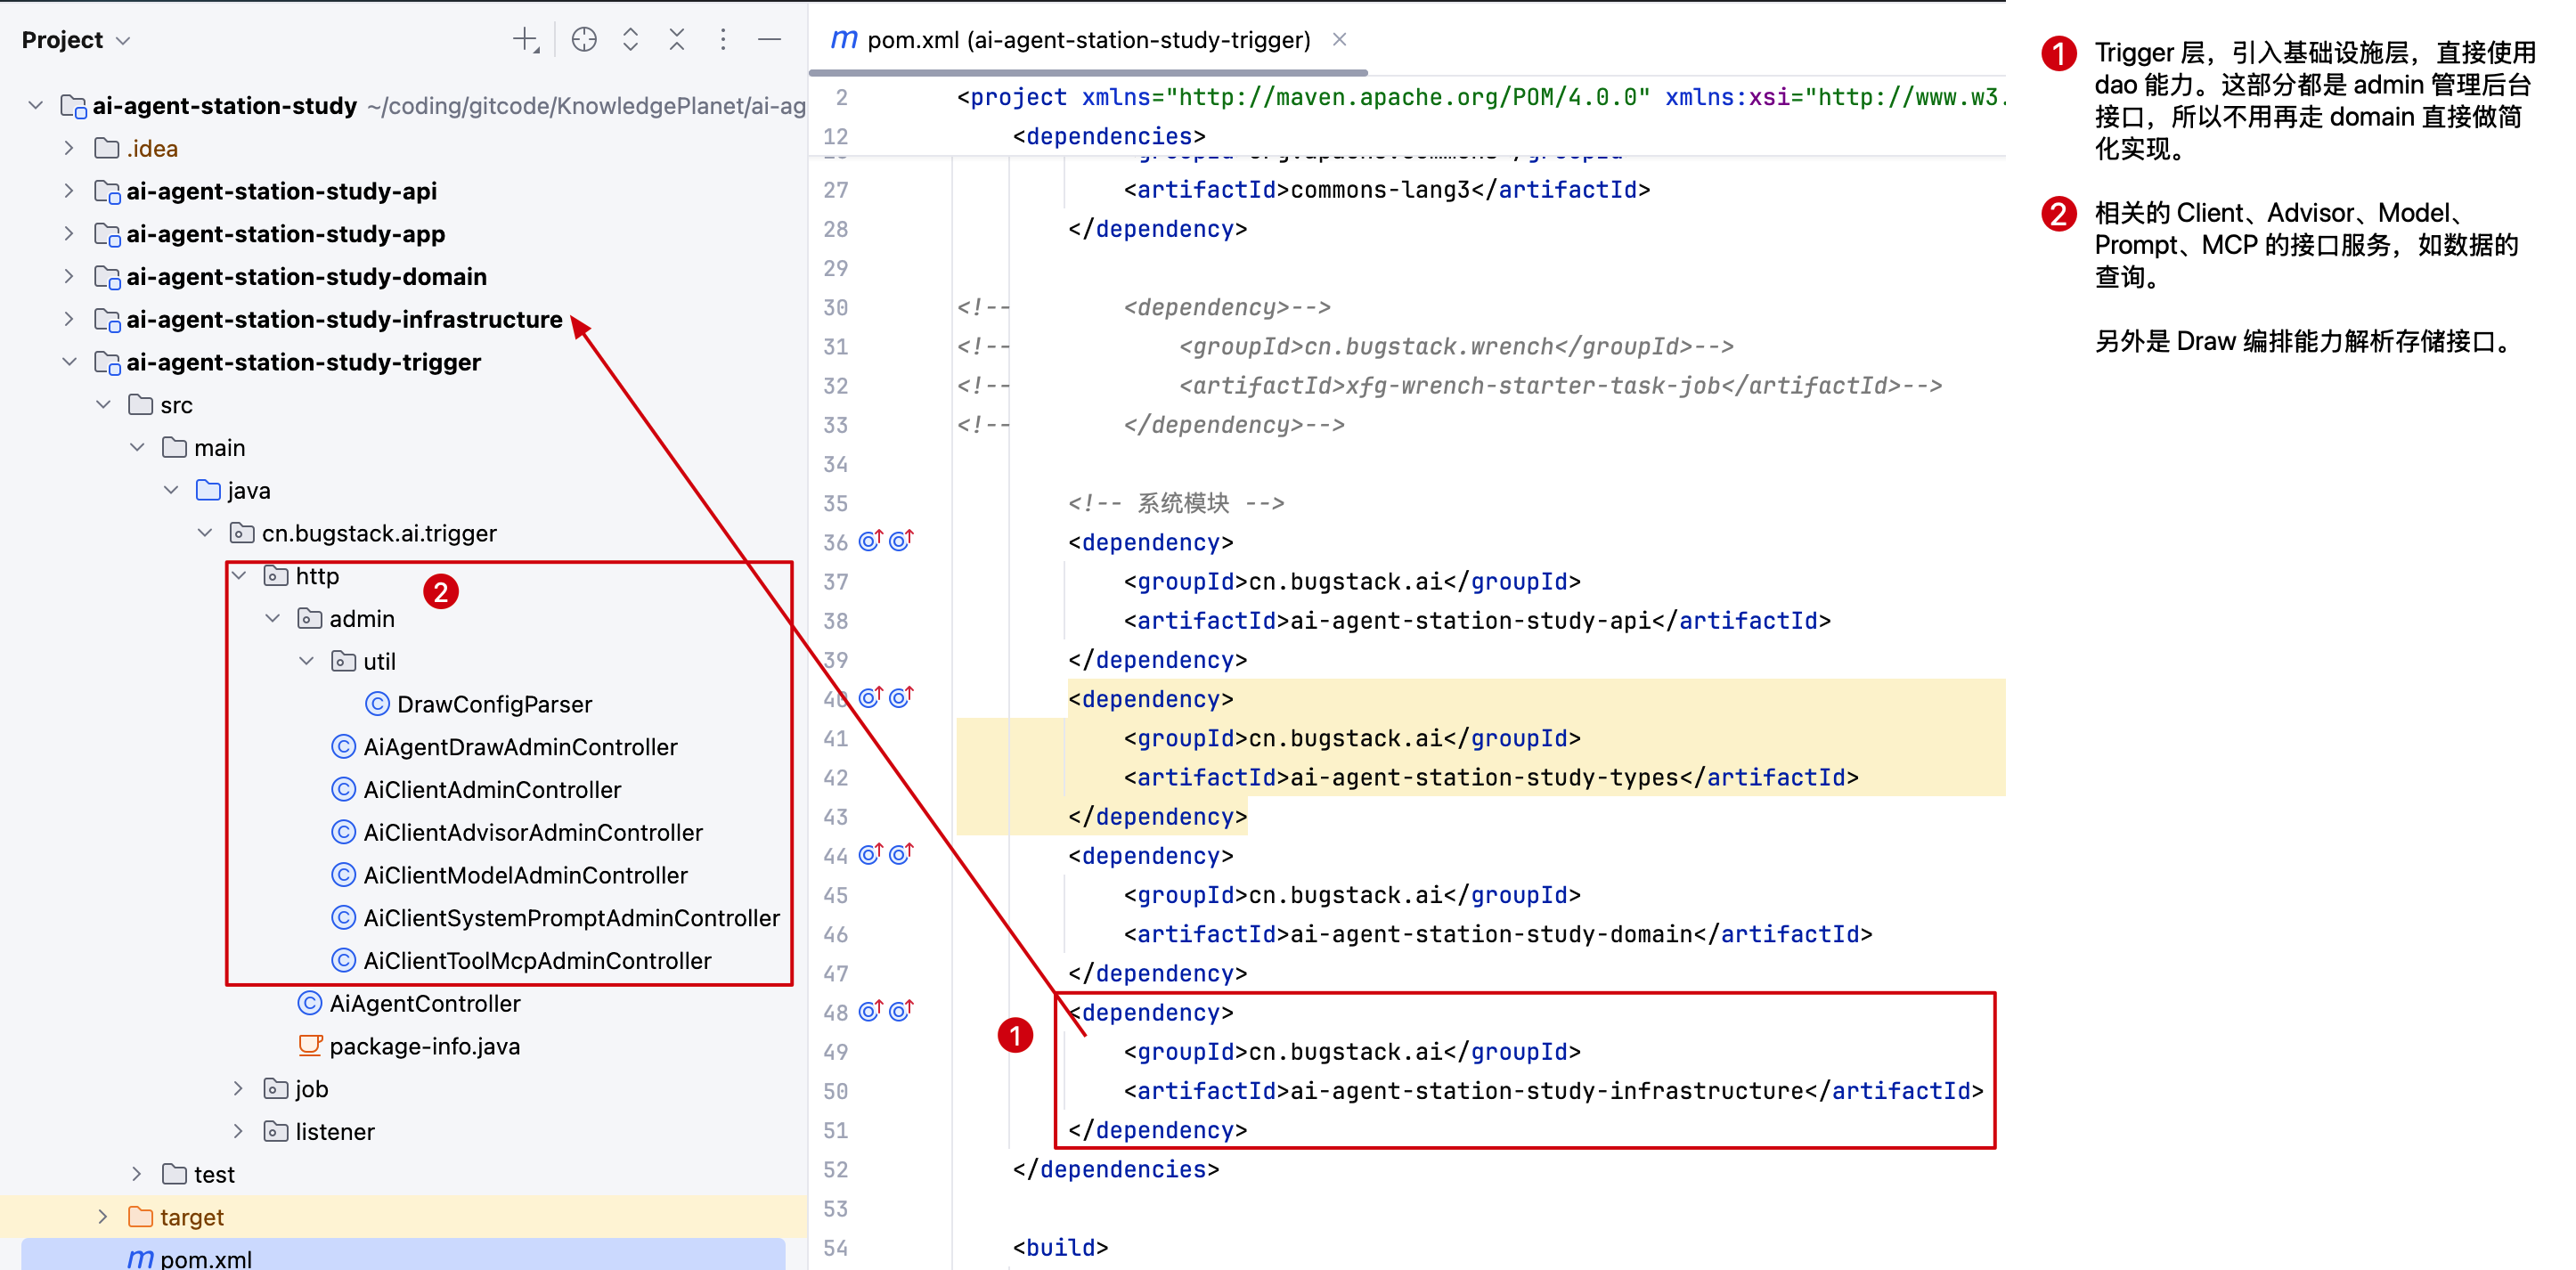 Project
ai-agent-station-study ~/coding/gitcode/KnowledgePlanet/ai-ag
.idea
ai-agent-station-study-api
ai-agent-station-study-app
ai-agent-station-study-domain
ai-agent-station-study-infrastructure
ai-agent-station-study-trigger
src
main
java
cn.bugstack.ai.trigger
http
2
admin
util
DrawConfigParser
AiAgentDrawAdminController
AiClientAdminController
AiClientAdvisorAdminController
AiClientModelAdminController
AiClientSystemPromptAdminController
AiClientToolMcpAdminController
AiAgentController
package-info.java
job
listener
test
target
m pom.xml
m pom.xml (ai-agent-station-study-trigger)
2 <project xmlns="http://maven.apache.org/POM/4.0.0" xmlns:xsi="http://www.w3.
12 <dependencies>
27 <artifactId>commons-lang3</artifactId>
28 </dependency>
29
30 <!-- <dependency>-->
31 <!-- <groupId>cn.bugstack.wrench</groupId>-->
32 <!-- <artifactId>xfg-wrench-starter-task-job</artifactId>-->
33 <!-- </dependency>-->
34
35 <!-- 系统模块 -->
36 <dependency>
37 <groupId>cn.bugstack.ai</groupId>
38 <artifactId>ai-agent-station-study-api</artifactId>
39 </dependency>
40 <dependency>
41 <groupId>cn.bugstack.ai</groupId>
42 <artifactId>ai-agent-station-study-types</artifactId>
43 </dependency>
44 <dependency>
45 <groupId>cn.bugstack.ai</groupId>
46 <artifactId>ai-agent-station-study-domain</artifactId>
47 </dependency>
48 <dependency>
1
49 <groupId>cn.bugstack.ai</groupId>
50 <artifactId>ai-agent-station-study-infrastructure</artifactId>
51 </dependency>
52 </dependencies>
53
54 <build>
1 Trigger 层，引入基础设施层，直接使用
dao 能力。这部分都是 admin 管理后台
接口，所以不用再走 domain 直接做简
化实现。
2 相关的 Client、Advisor、Model、
Prompt、MCP 的接口服务，如数据的
查询。
另外是 Draw 编排能力解析存储接口。